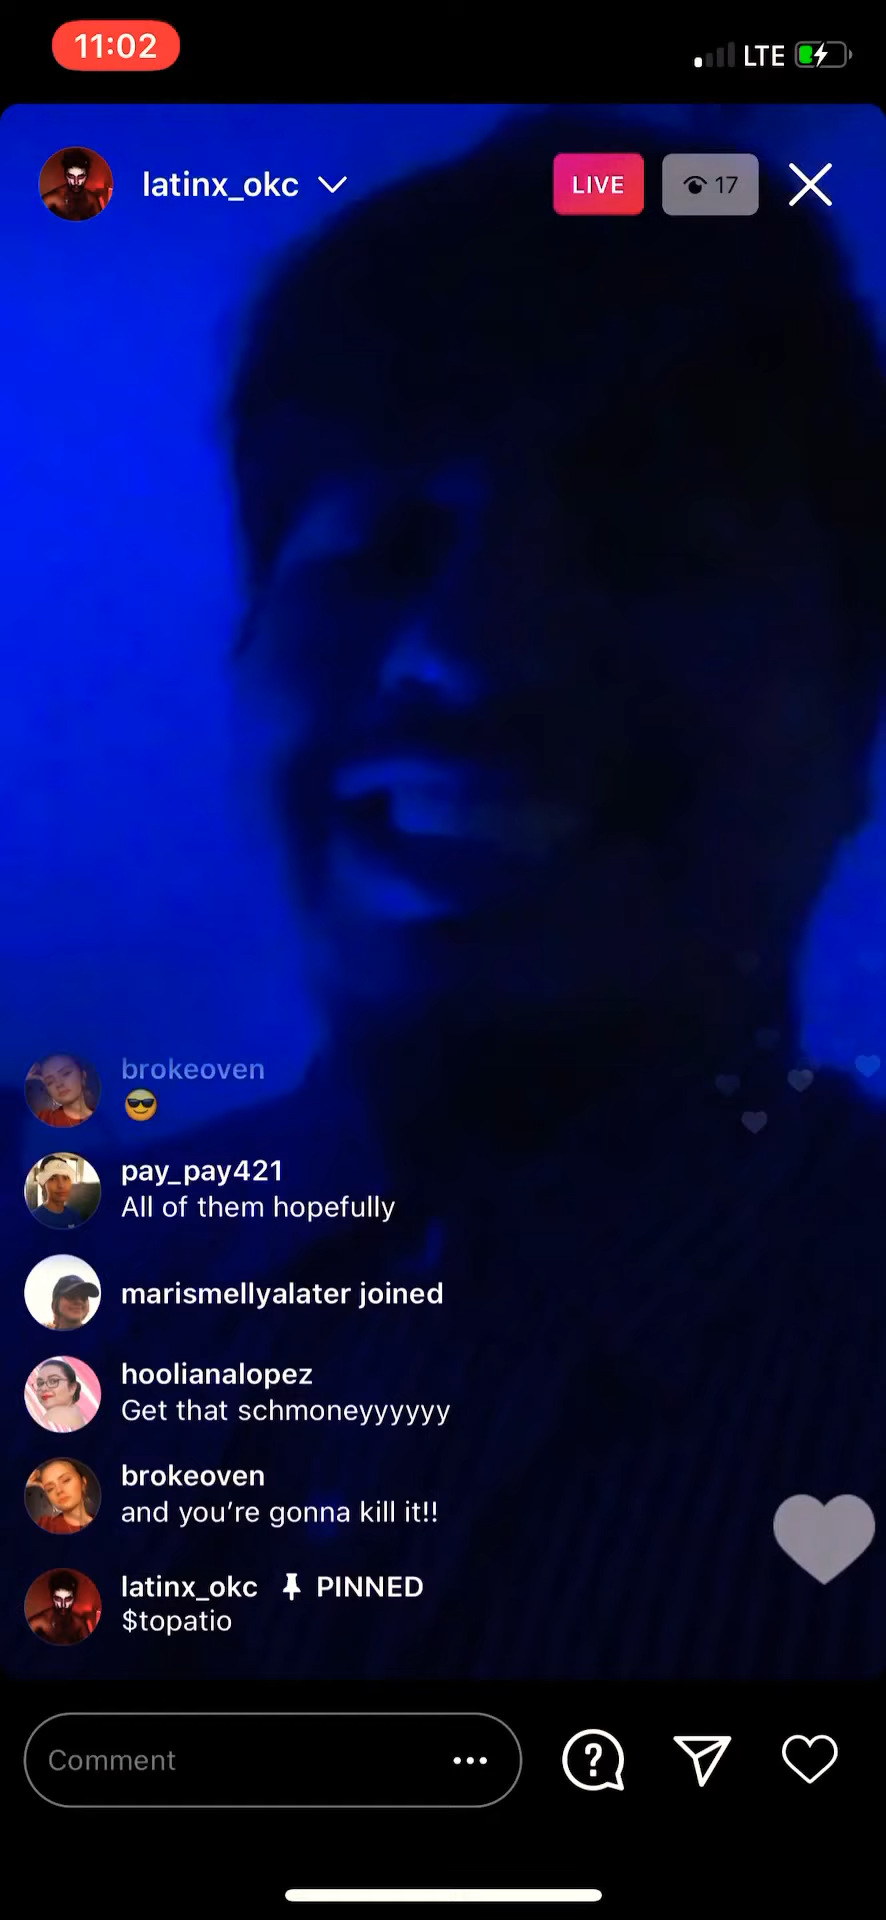 11:02
LTE
latinx_okc
LIVE
17
brokeoven
😎
pay_pay421
All of them hopefully
marismellyalater joined
hoolianalopez
Get that schmoneyyyyyy
brokeoven
and you’re gonna kill it!!
latinx_okc PINNED
$topatio
Comment